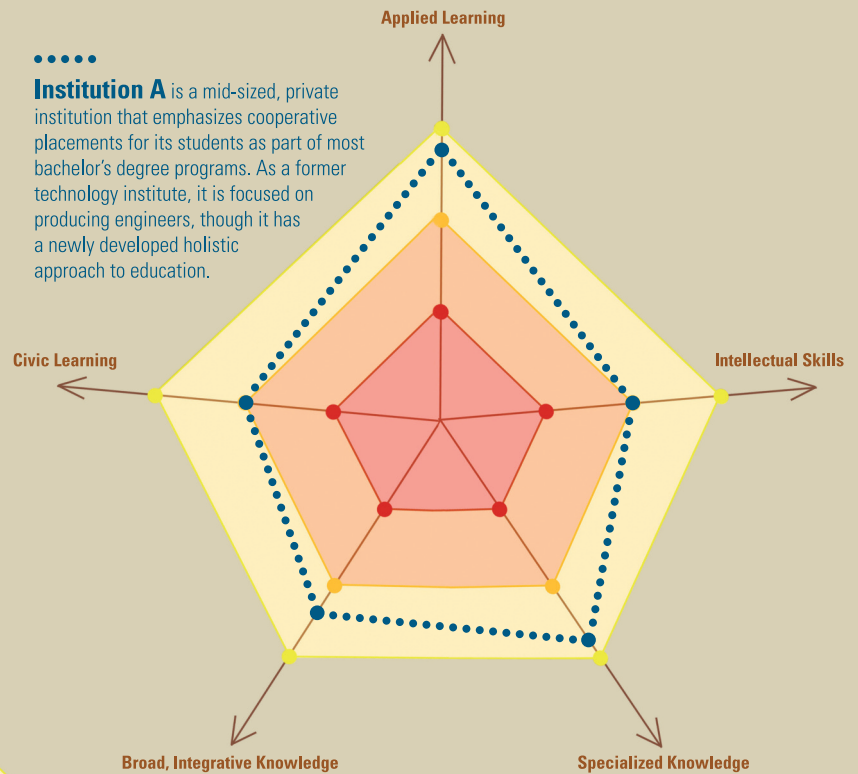 Applied Learning
Institution A is a mid-sized, private
institution that emphasizes cooperative
placements for its students as part of most
bachelor's degree programs. As a former
technology institute, it is focused on
producing engineers, though it has
a newly developed holistic
approach to education.
Civic Learning
Intellectual Skills
Broad, Integrative Knowledge
Specialized Knowledge